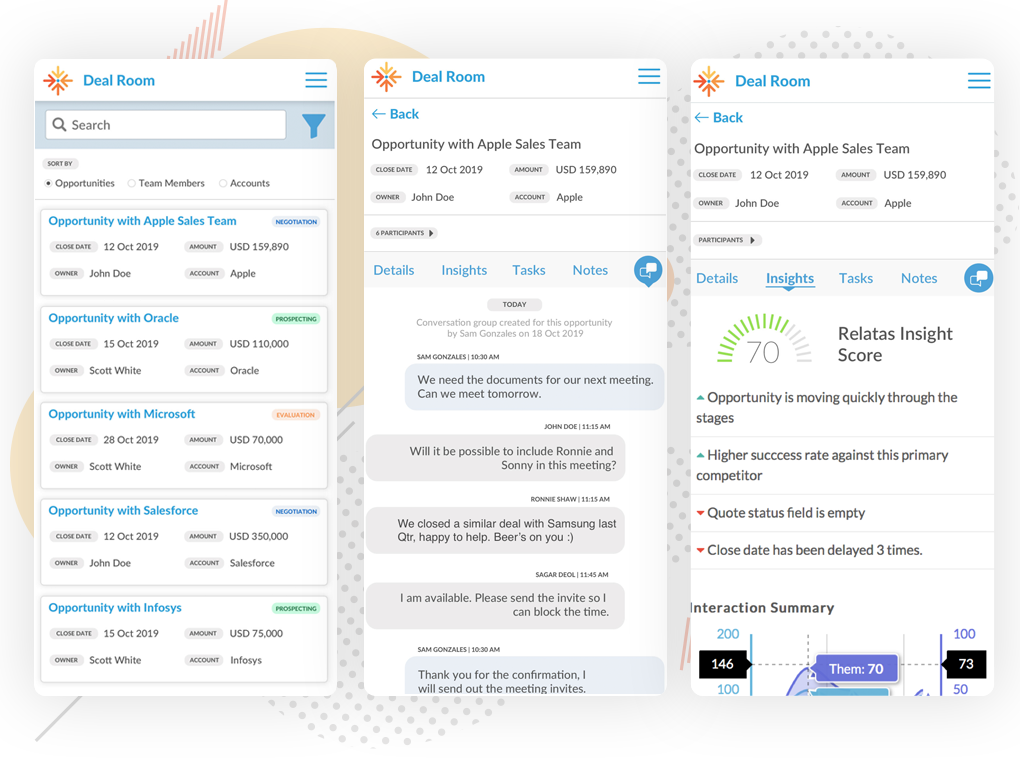 Deal Room
Search
SORT BY
Opportunities Team Members Accounts
Opportunity with Apple Sales Team NEGOTIATION
CLOSE DATE 12 Oct 2019 AMOUNT USD 159,890
OWNER John Doe ACCOUNT Apple
Opportunity with Oracle PROSPECTING
CLOSE DATE 15 Oct 2019 AMOUNT USD 110,000
OWNER Scott White ACCOUNT Oracle
Opportunity with Microsoft EVALUATION
CLOSE DATE 28 Oct 2019 AMOUNT USD 70,000
OWNER Scott White ACCOUNT Microsoft
Opportunity with Salesforce NEGOTIATION
CLOSE DATE 12 Oct 2019 AMOUNT USD 350,000
OWNER John Doe ACCOUNT Salesforce
Opportunity with Infosys PROSPECTING
CLOSE DATE 15 Oct 2019 AMOUNT USD 75,000
OWNER Scott White ACCOUNT Infosys
Deal Room
Back
Opportunity with Apple Sales Team
CLOSE DATE 12 Oct 2019 AMOUNT USD 159,890
OWNER John Doe ACCOUNT Apple
6 PARTICIPANTS
Details Insights Tasks Notes
TODAY
Conversation group created for this opportunity
by Sam Gonzales on 18 Oct 2019
SAM GONZALES | 10:30 AM
We need the documents for our next meeting.
Can we meet tomorrow.
JOHN DOE | 11:15 AM
Will it be possible to include Ronnie and
Sonny in this meeting?
RONNIE SHAW | 11:15 AM
We closed a similar deal with Samsung last
Qtr, happy to help. Beer's on you :)
SAGAR DEOL | 11:45 AM
I am available. Please send the invite so I
can block the time.
SAM GONZALES | 10:30 AM
Thank you for the confirmation, I
will send out the meeting invites.
Deal Room
Back
Opportunity with Apple Sales Team
CLOSE DATE 12 Oct 2019 AMOUNT USD 159,890
OWNER John Doe ACCOUNT Apple
PARTICIPANTS
Details Insights Tasks Notes
70
Relatas Insight
Score
Opportunity is moving quickly through the
stages
Higher succcess rate against this primary
competitor
Quote status field is empty
Close date has been delayed 3 times.
Interaction Summary
200 100
146 Them: 70 73
100 50